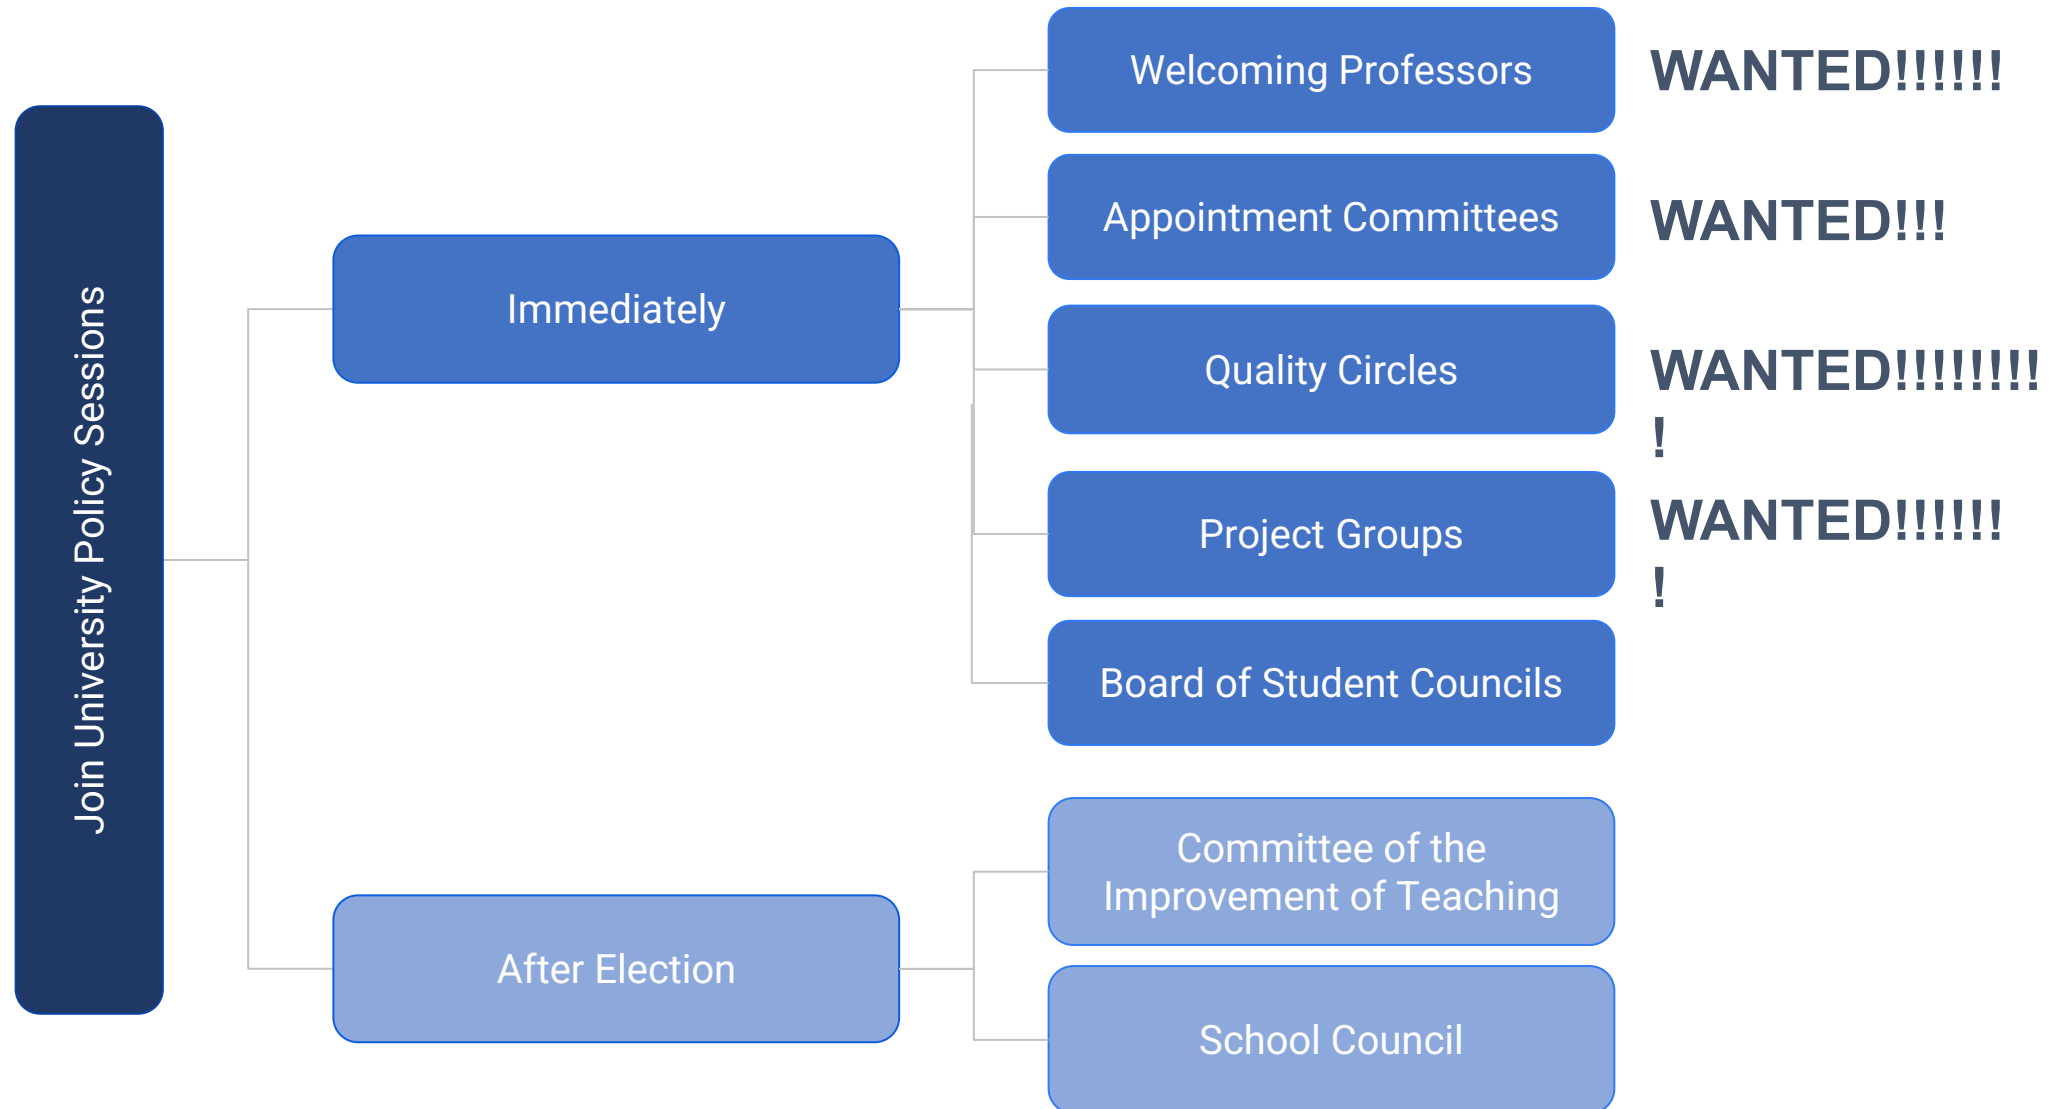 Join University Policy Sessions
Immediately
Welcoming Professors
WANTED!!!!!!
Appointment Committees
WANTED!!!
Quality Circles
WANTED!!!!!!!!
!
Project Groups
WANTED!!!!!!
!
Board of Student Councils
After Election
Committee of the
Improvement of Teaching
School Council